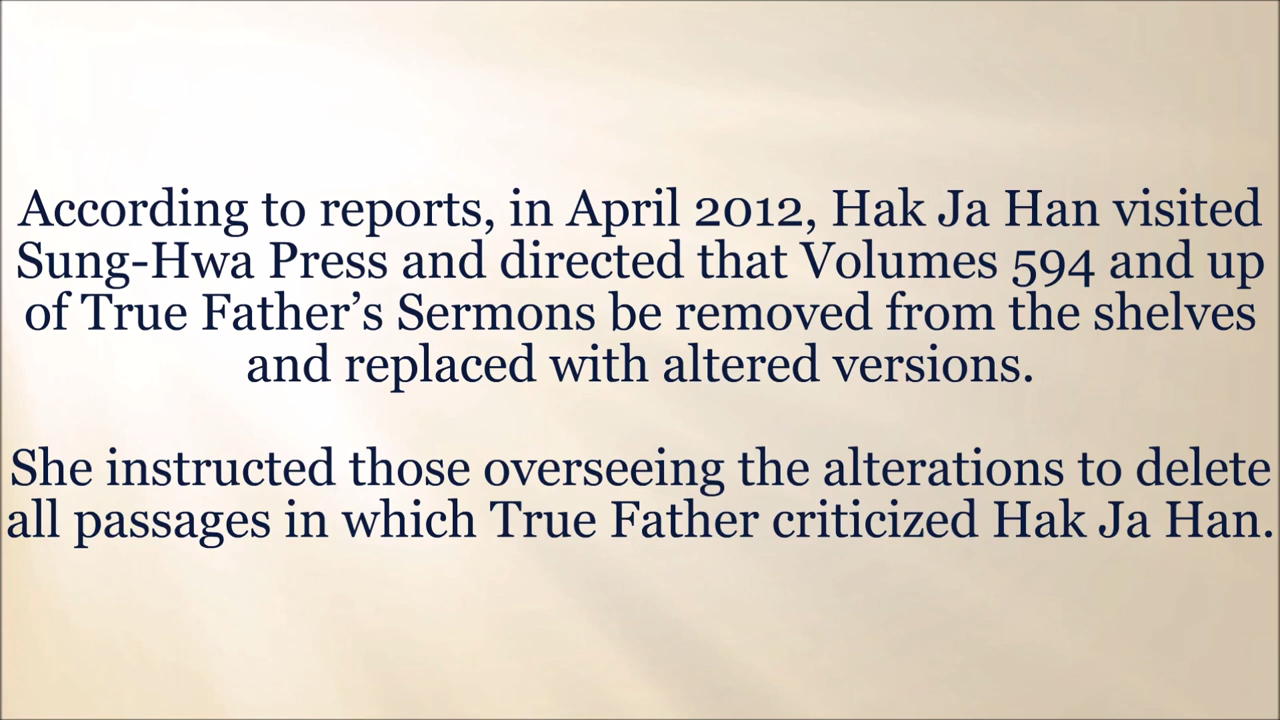 According to reports, in April 2012, Hak Ja Han visited
Sung-Hwa Press and directed that Volumes 594 and up
of True Father’s Sermons be removed from the shelves
and replaced with altered versions.
She instructed those overseeing the alterations to delete
all passages in which True Father criticized Hak Ja Han.